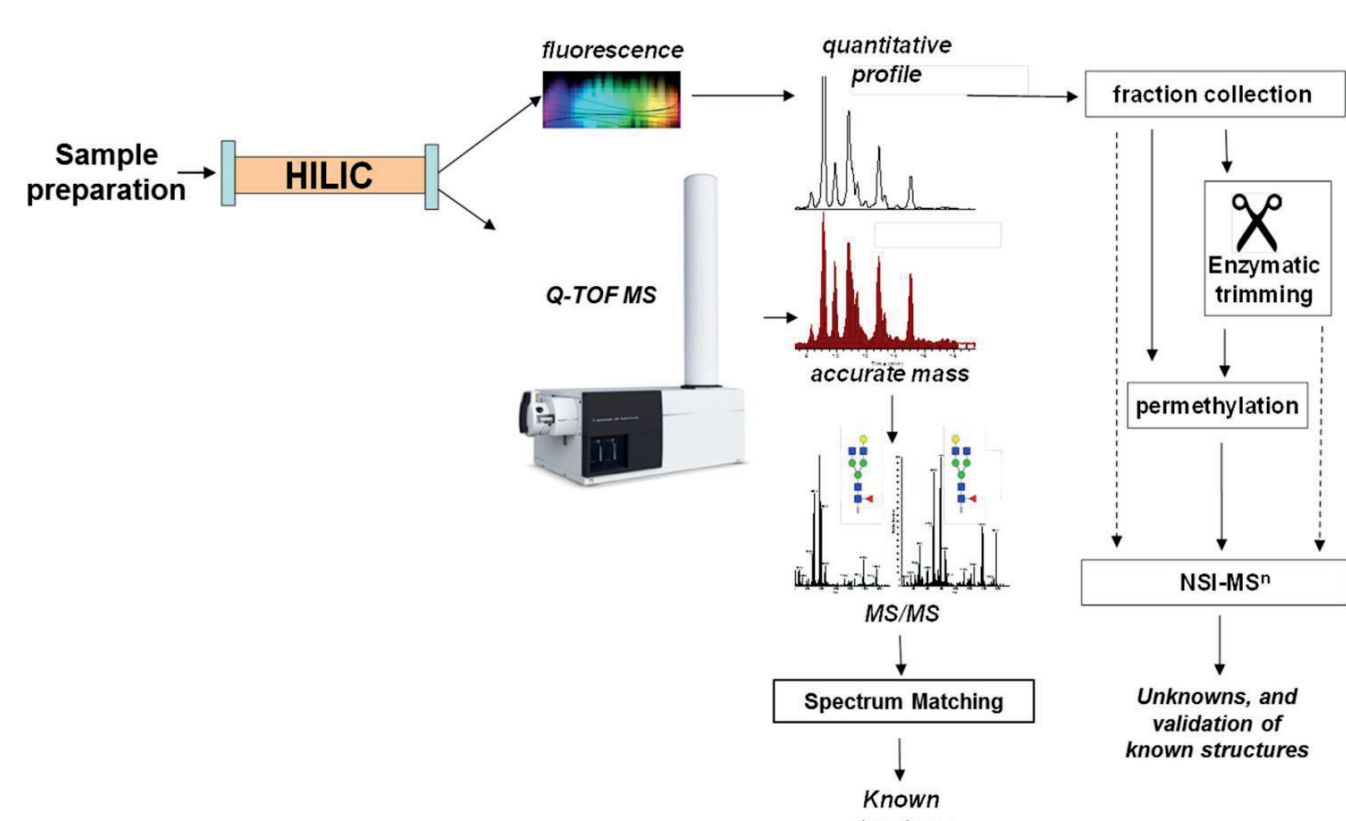 fluorescence
quantitative
profile
fraction collection
Sample
preparation
HILIC
Enzymatic
trimming
Q-TOF MS
accurate mass
permethylation
NSI-MSⁿ
MS/MS
Spectrum Matching
Unknowns, and
validation of
known structures
Known